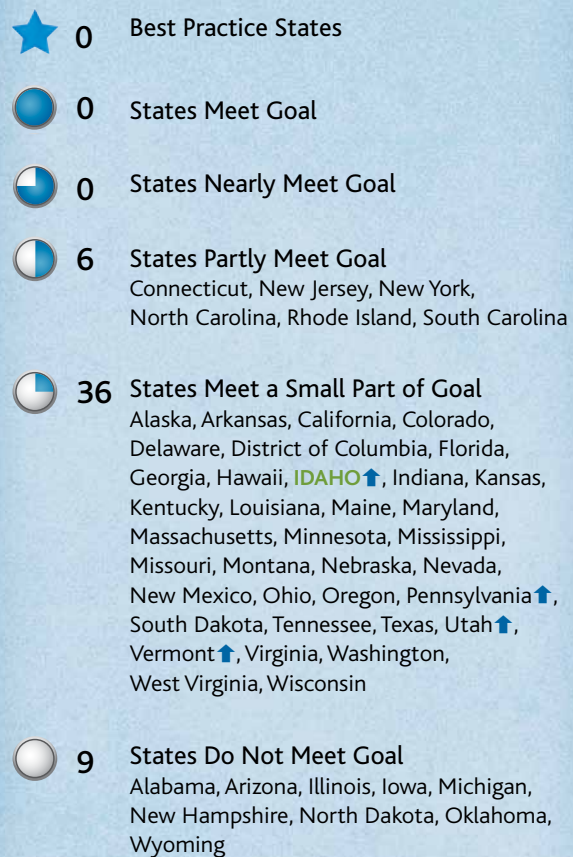 0 Best Practice States
0 States Meet Goal
0 States Nearly Meet Goal
6 States Partly Meet Goal
Connecticut, New Jersey, New York,
North Carolina, Rhode Island, South Carolina
36 States Meet a Small Part of Goal
Alaska, Arkansas, California, Colorado,
Delaware, District of Columbia, Florida,
Georgia, Hawaii, IDAHO⬆, Indiana, Kansas,
Kentucky, Louisiana, Maine, Maryland,
Massachusetts, Minnesota, Mississippi,
Missouri, Montana, Nebraska, Nevada,
New Mexico, Ohio, Oregon, Pennsylvania⬆,
South Dakota, Tennessee, Texas, Utah⬆,
Vermont⬆, Virginia, Washington,
West Virginia, Wisconsin
9 States Do Not Meet Goal
Alabama, Arizona, Illinois, Iowa, Michigan,
New Hampshire, North Dakota, Oklahoma,
Wyoming